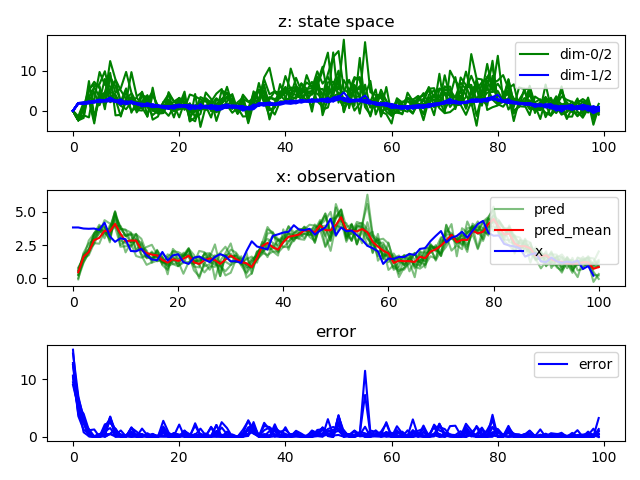 z: state space
10
0
dim-0/2
dim-1/2
0 20 40 60 80 100
x: observation
5.0
2.5
0.0
pred
pred_mean
x
0 20 40 60 80 100
error
10
0
error
0 20 40 60 80 100